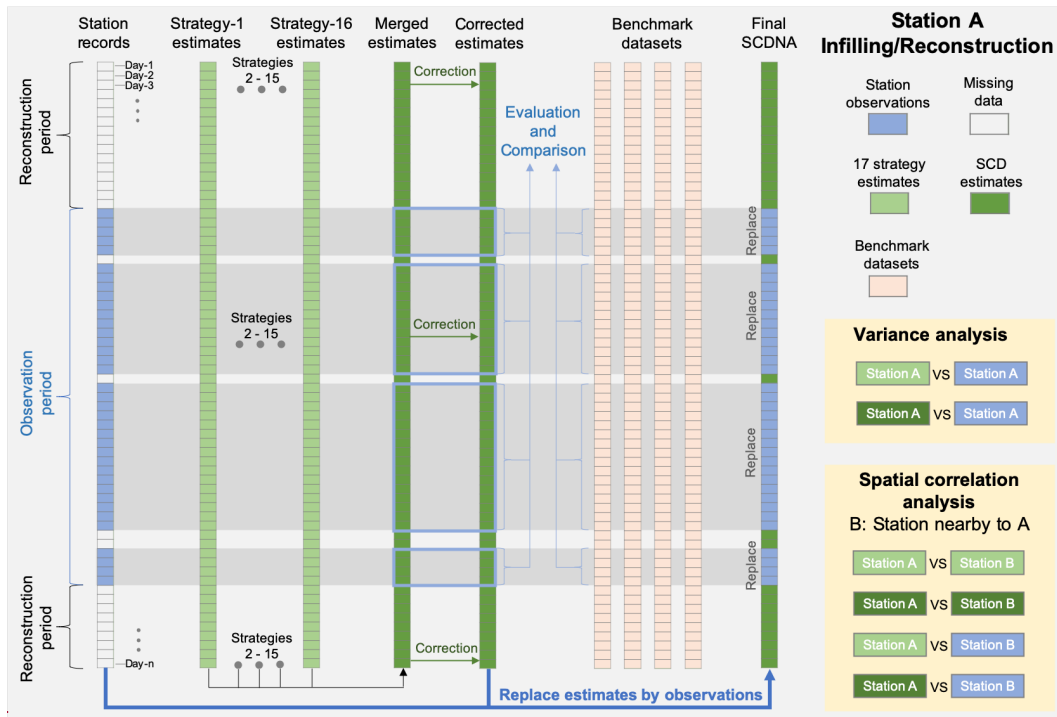 Station
records
Strategy-1
estimates
Strategy-16
estimates
Merged
estimates
Corrected
estimates
Benchmark
datasets
Final
SCDNA
Reconstruction
period
Day-1
Day-2
Day-3
Strategies
2 - 15
Correction
Evaluation
and
Comparison
Replace
Observation
period
Strategies
2 - 15
Correction
Replace
Replace
Replace
Reconstruction
period
Day-n
Strategies
2 - 15
Correction
Replace estimates by observations
Station A
Infilling/Reconstruction
Station
observations
Missing
data
17 strategy
estimates
SCD
estimates
Benchmark
datasets
Variance analysis
Station A VS Station A
Station A VS Station A
Spatial correlation
analysis
B: Station nearby to A
Station A VS Station B
Station A VS Station B
Station A VS Station B
Station A VS Station B